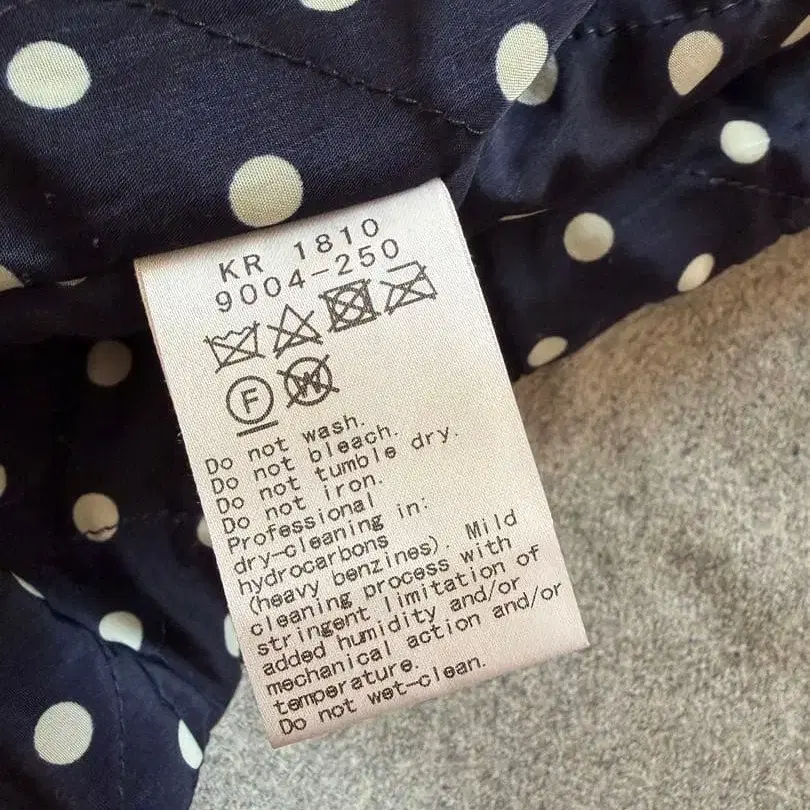 KR 1810
9004-250
F W
Do not wash.
Do not bleach.
Do not tumble dry.
Do not iron.
Professional
dry-cleaning in:
hydrocarbons
(heavy benzines). Mild
cleaning process with
stringent limitation of
added humidity and/or
mechanical action and/or
temperature.
Do not wet-clean.